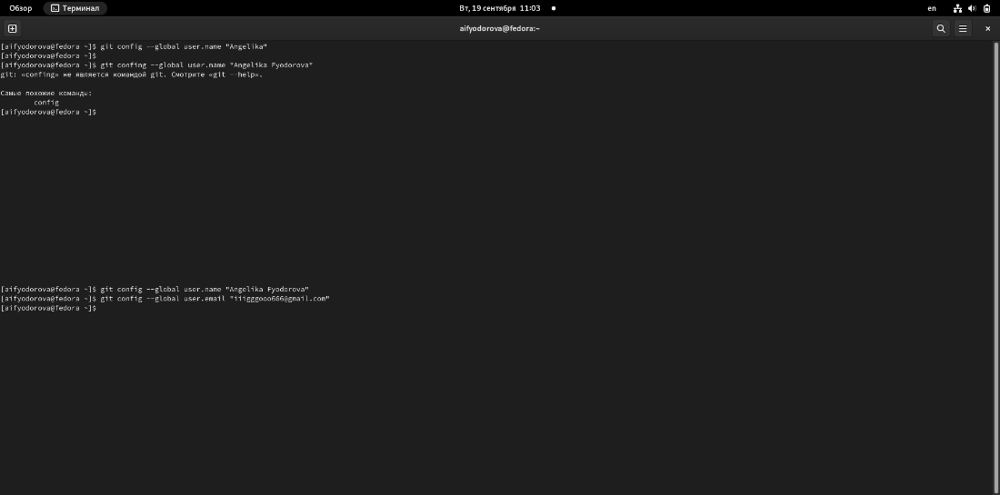 Обзор Терминал Вт, 19 сентября 11:03 en
aifyodorova@fedora:~
[aifyodorova@fedora ~]$ git config --global user.name "Angelika"
[aifyodorova@fedora ~]$
[aifyodorova@fedora ~]$ git confing --global user.name "Angelika Fyodorova"
git: «confing» не является командой git. Смотрите «git --help».
Самые похожие команды:
config
[aifyodorova@fedora ~]$
[aifyodorova@fedora ~]$ git config --global user.name "Angelika Fyodorova"
[aifyodorova@fedora ~]$ git config --global user.email "iiigggooo666@gmail.com"
[aifyodorova@fedora ~]$